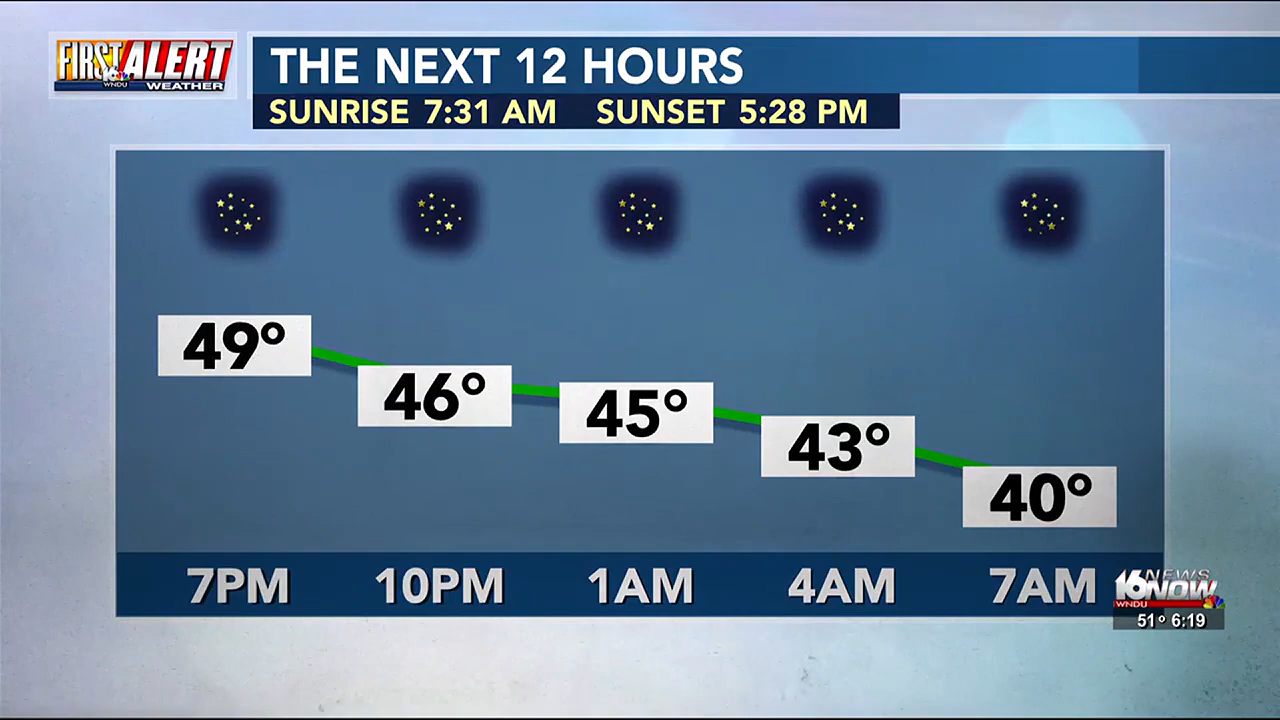 FIRST ALERT
16
WNDU
WEATHER
THE NEXT 12 HOURS
SUNRISE 7:31 AM SUNSET 5:28 PM
49°
46°
45°
43°
40°
7PM 10PM 1AM 4AM 7AM
16 NEWS NOW
WNDU
51° 6:19